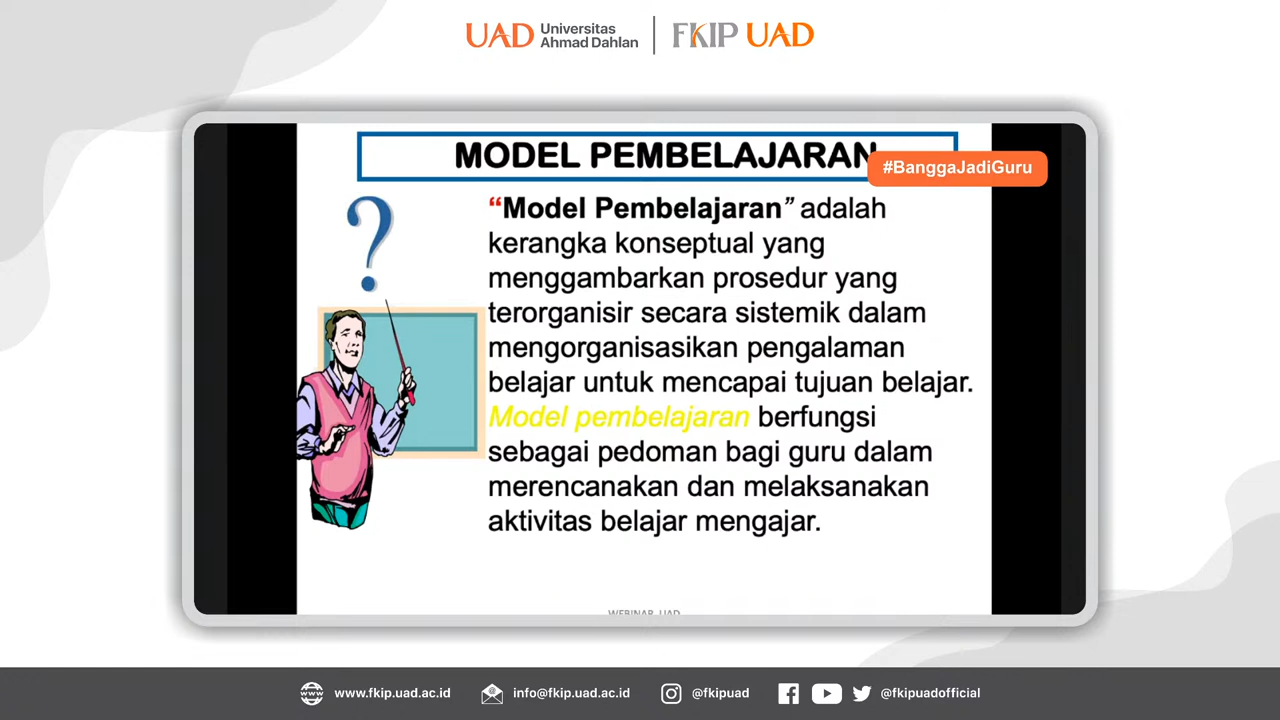 UAD Universitas Ahmad Dahlan FKIP UAD
MODEL PEMBELAJARAN
#BanggaJadiGuru
“Model Pembelajaran” adalah
kerangka konseptual yang
menggambarkan prosedur yang
terorganisir secara sistemik dalam
mengorganisasikan pengalaman
belajar untuk mencapai tujuan belajar.
Model pembelajaran berfungsi
sebagai pedoman bagi guru dalam
merencanakan dan melaksanakan
aktivitas belajar mengajar.
?
WEBINAR UAD
www.fkip.uad.ac.id info@fkip.uad.ac.id @fkipuad @fkipuadofficial